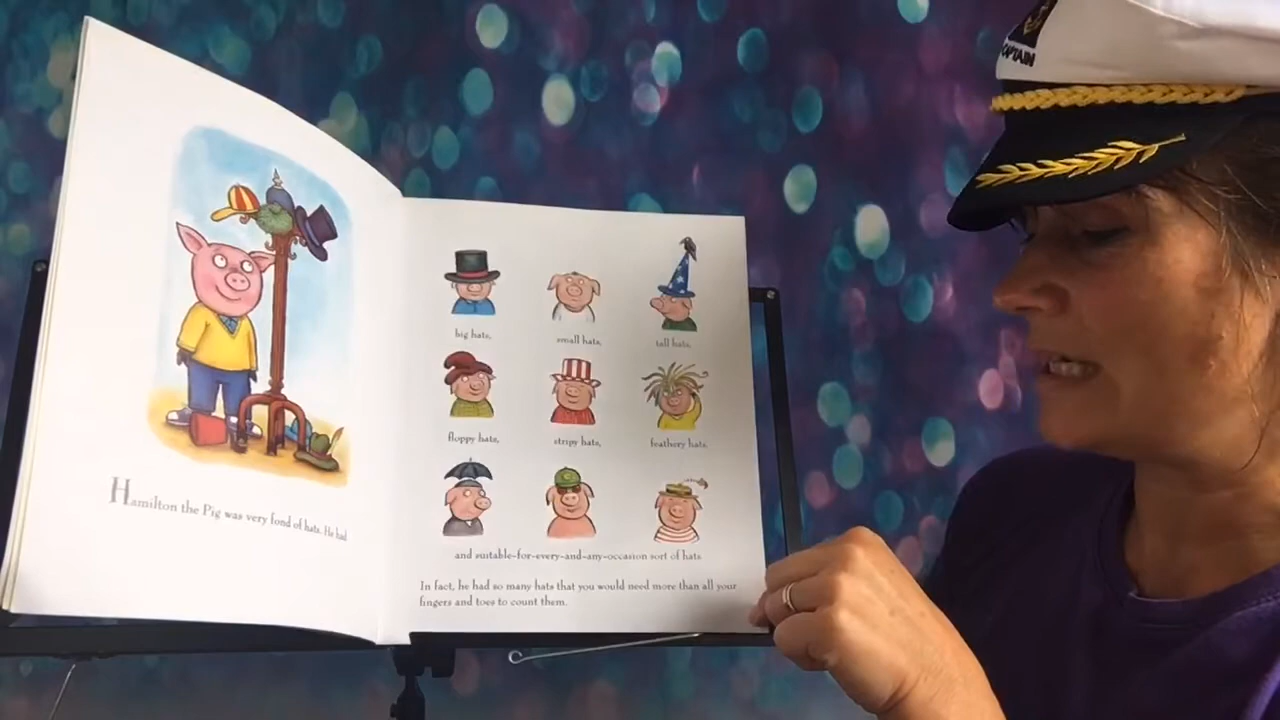 CAPTAIN
Hamilton the Pig was very fond of hats. He had
big hats, small hats, tall hats,
floppy hats, stripy hats, feathery hats,
and suitable-for-every-and-any-occasion sort of hats.
In fact, he had so many hats that you would need more than all your
fingers and toes to count them.